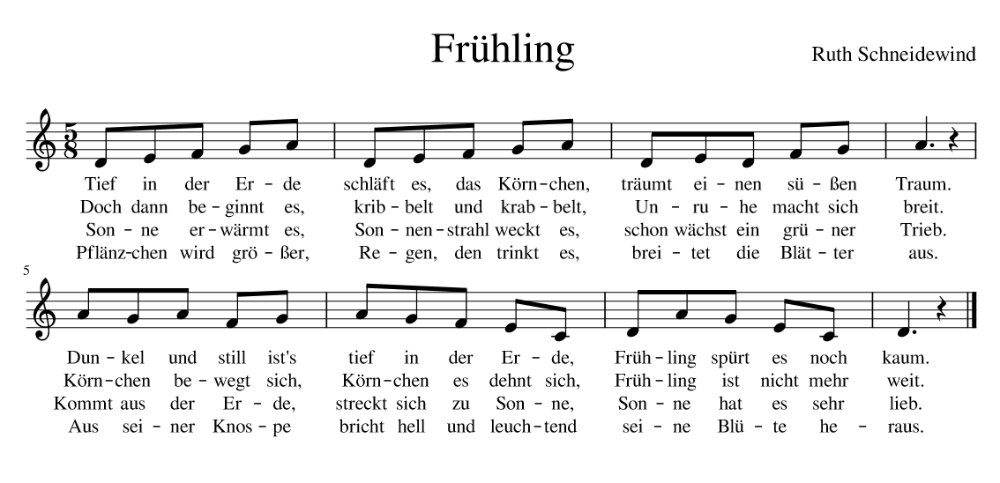 Frühling
Ruth Schneidewind
5
8
Tief in der Er – de schläft es, das Körn – chen, träumt ei – nen sü – ßen Traum.
Doch dann be – ginnt es, krib – belt und krab – belt, Un – ru – he macht sich breit.
Son – ne er – wärmt es, Son – nen – strahl weckt es, schon wächst ein grü – ner Trieb.
Pflänz – chen wird grö – ßer, Re – gen, den trinkt es, brei – tet die Blät – ter aus.
5
Dun – kel und still ist's tief in der Er – de, Früh – ling spürt es noch kaum.
Körn – chen be – wegt sich, Körn – chen es dehnt sich, Früh – ling ist nicht mehr weit.
Kommt aus der Er – de, streckt sich zu Son – ne, Son – ne hat es sehr lieb.
Aus sei – ner Knos – pe bricht hell und leuch – tend sei – ne Blü – te he – raus.